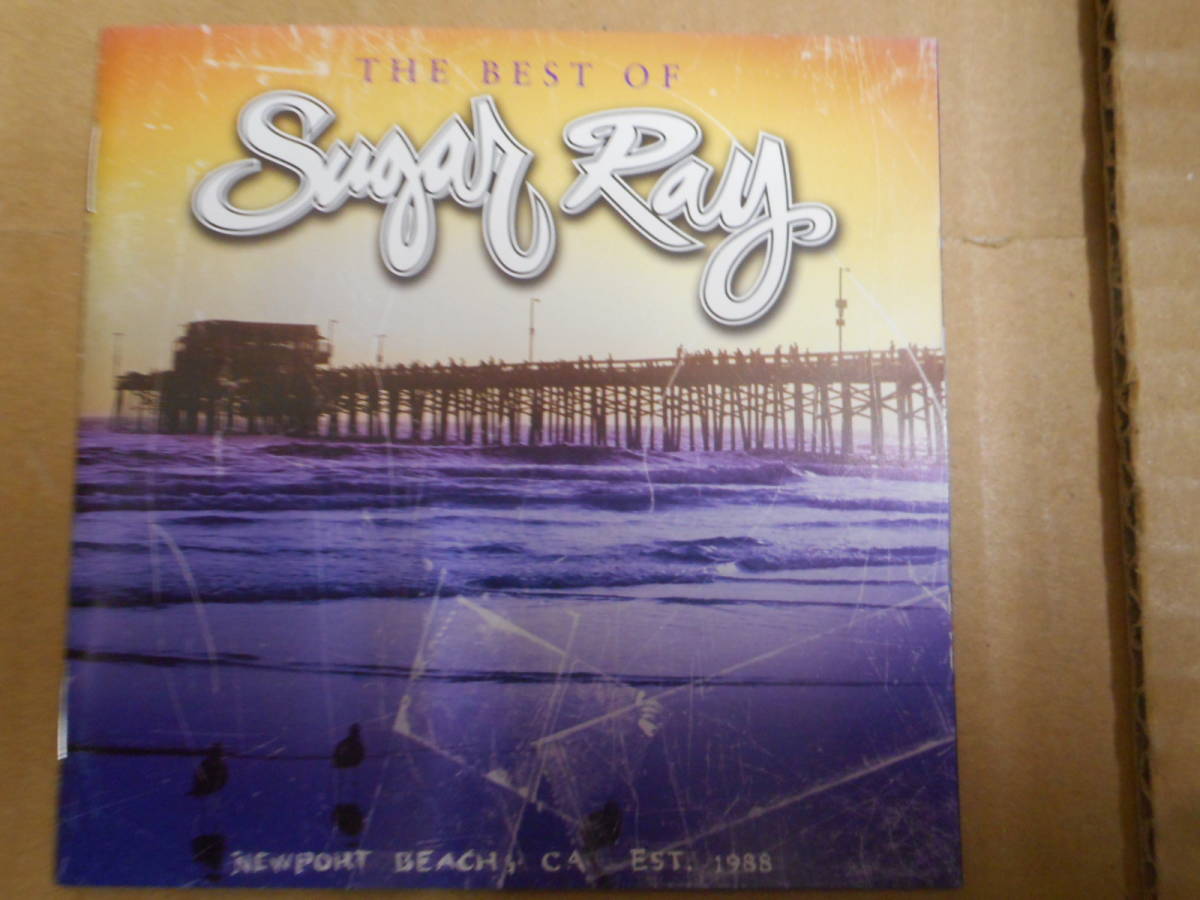 THE BEST OF
Sugar Ray
NEWPORT BEACH, CA EST. 1988